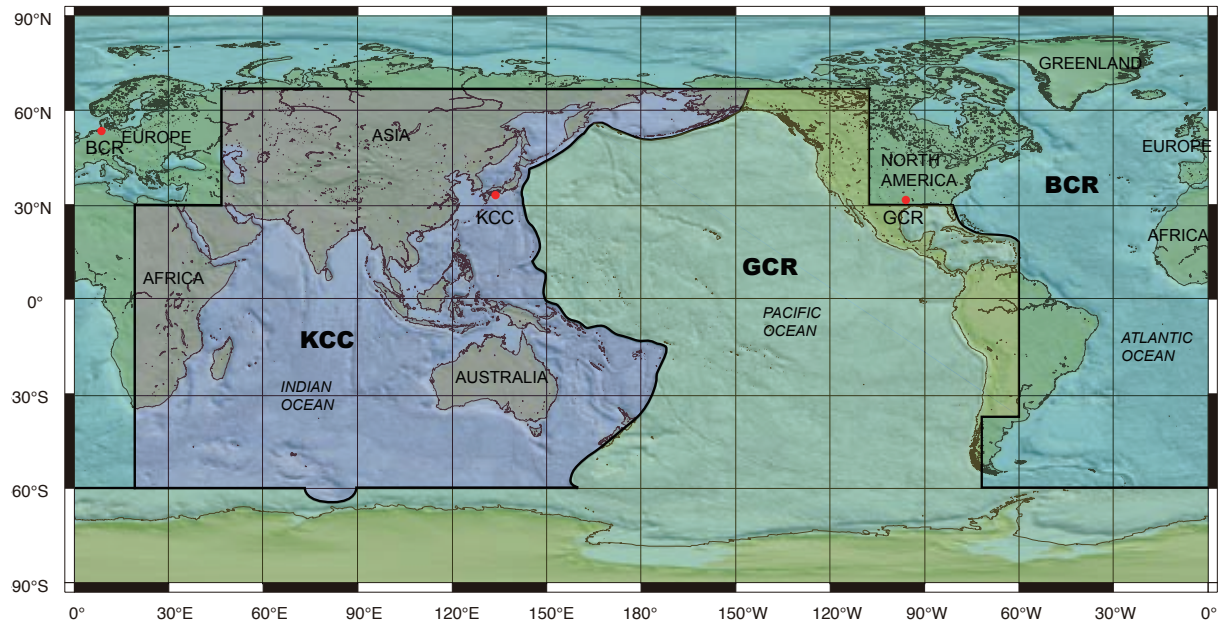 90°N
60°N
30°N
0°
30°S
60°S
90°S
GREENLAND
EUROPE
BCR
ASIA
NORTH
AMERICA
EUROPE
BCR
KCC
GCR
AFRICA
AFRICA
GCR
PACIFIC
OCEAN
KCC
ATLANTIC
OCEAN
AUSTRALIA
INDIAN
OCEAN
0° 30°E 60°E 90°E 120°E 150°E 180° 150°W 120°W 90°W 60°W 30°W 0°